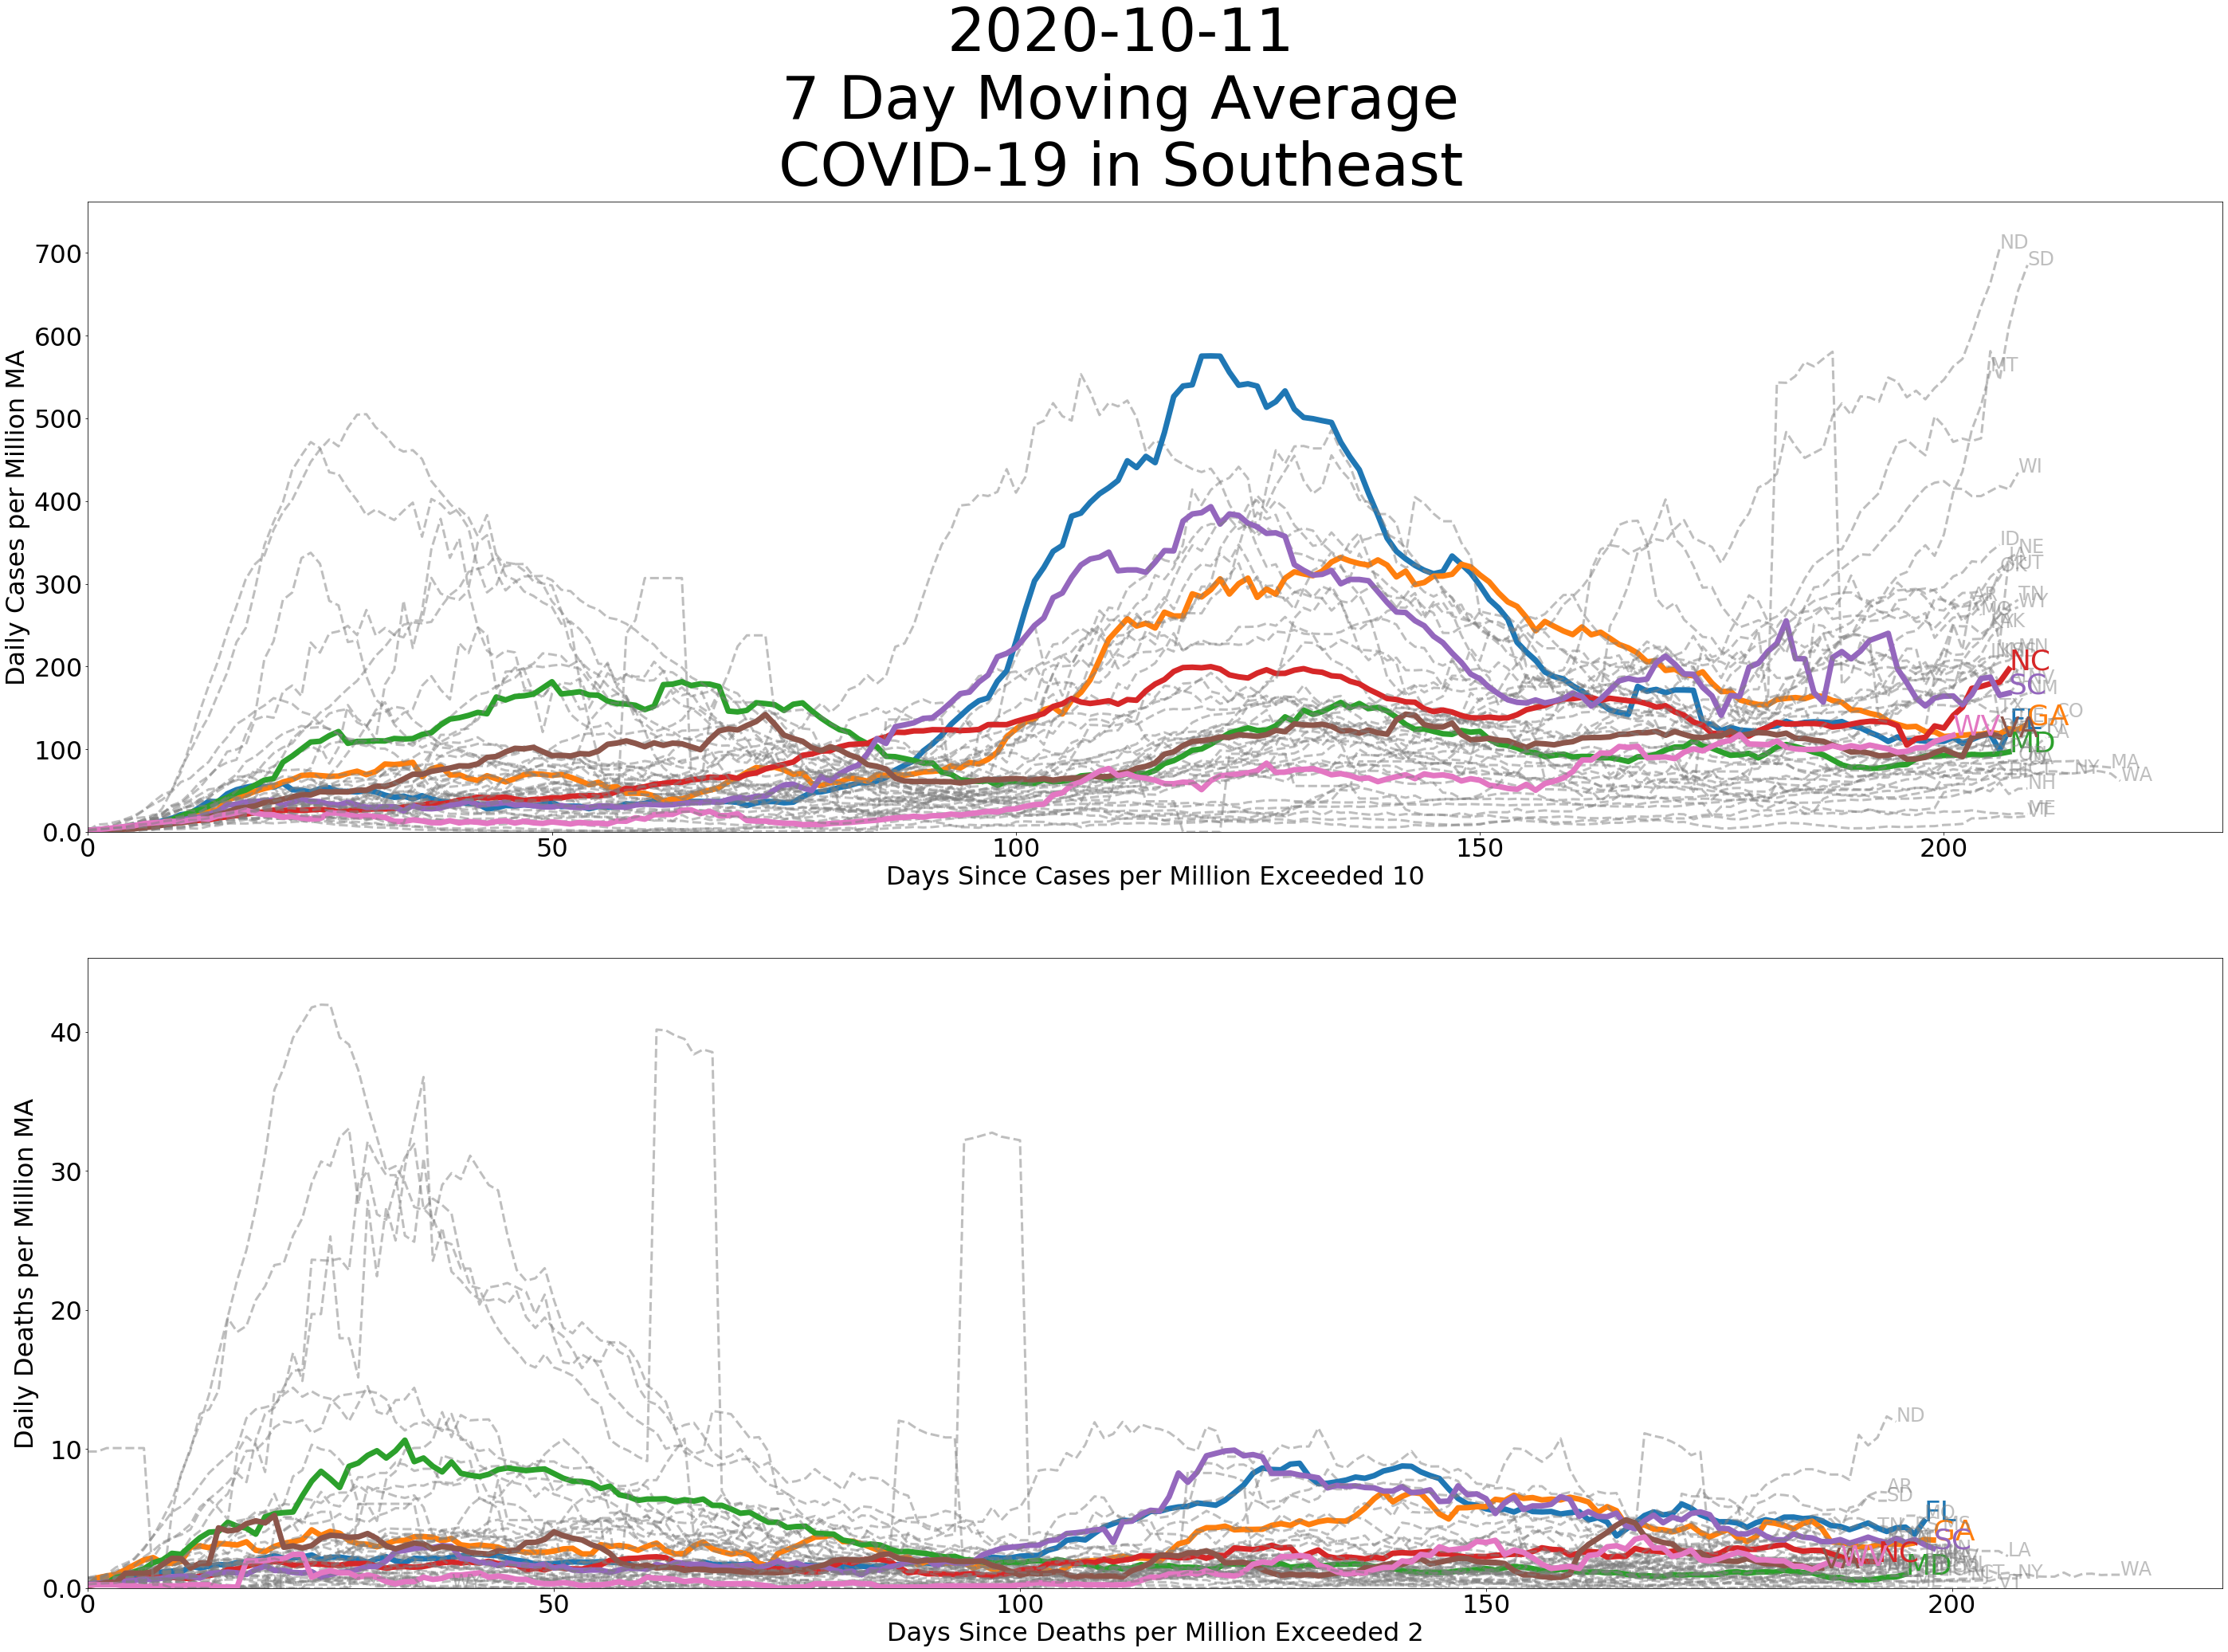 2020-10-11
7 Day Moving Average
COVID-19 in Southeast
Daily Cases per Million MA
700
600
500
400
300
200
100
0.0
0
50
100
150
200
Days Since Cases per Million Exceeded 10
ND
SD
MT
WI
ID
NE
UT
TN
WY
AK
MN
NC
SC
GA
FL
WV
MD
MA
NY
WA
NH
ME
Daily Deaths per Million MA
40
30
20
10
0.0
0
50
100
150
200
Days Since Deaths per Million Exceeded 2
ND
AR
SD
FL
GA
SC
LA
NC
MD
NY
WA
VT